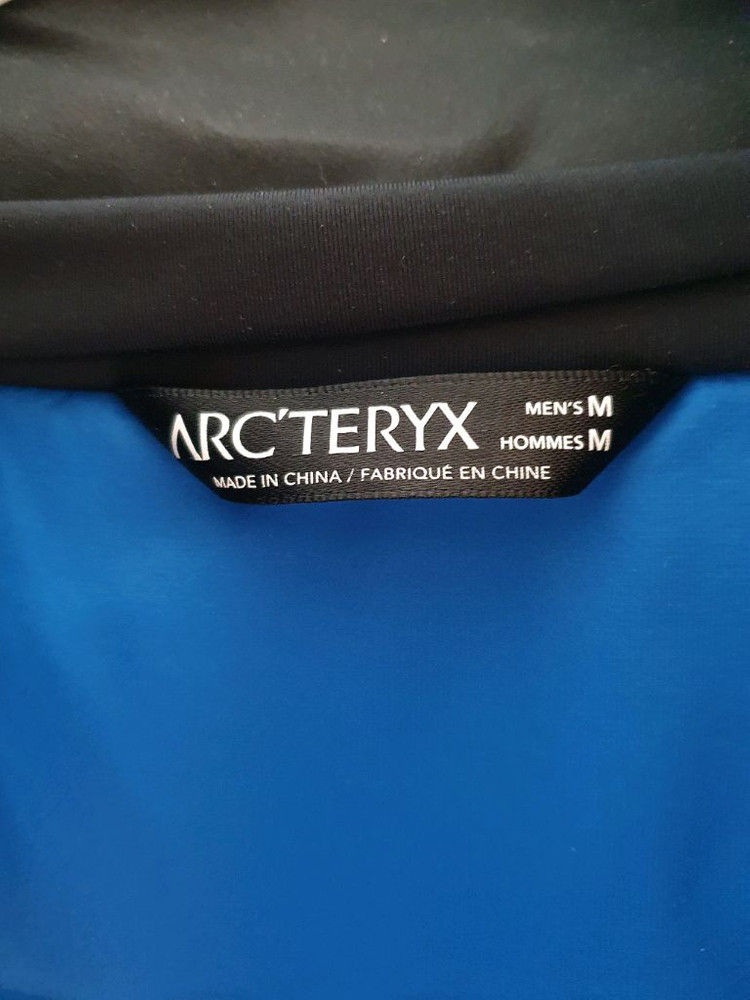 ARC'TERYX
MEN'S M
HOMMES M
MADE IN CHINA / FABRIQUÉ EN CHINE